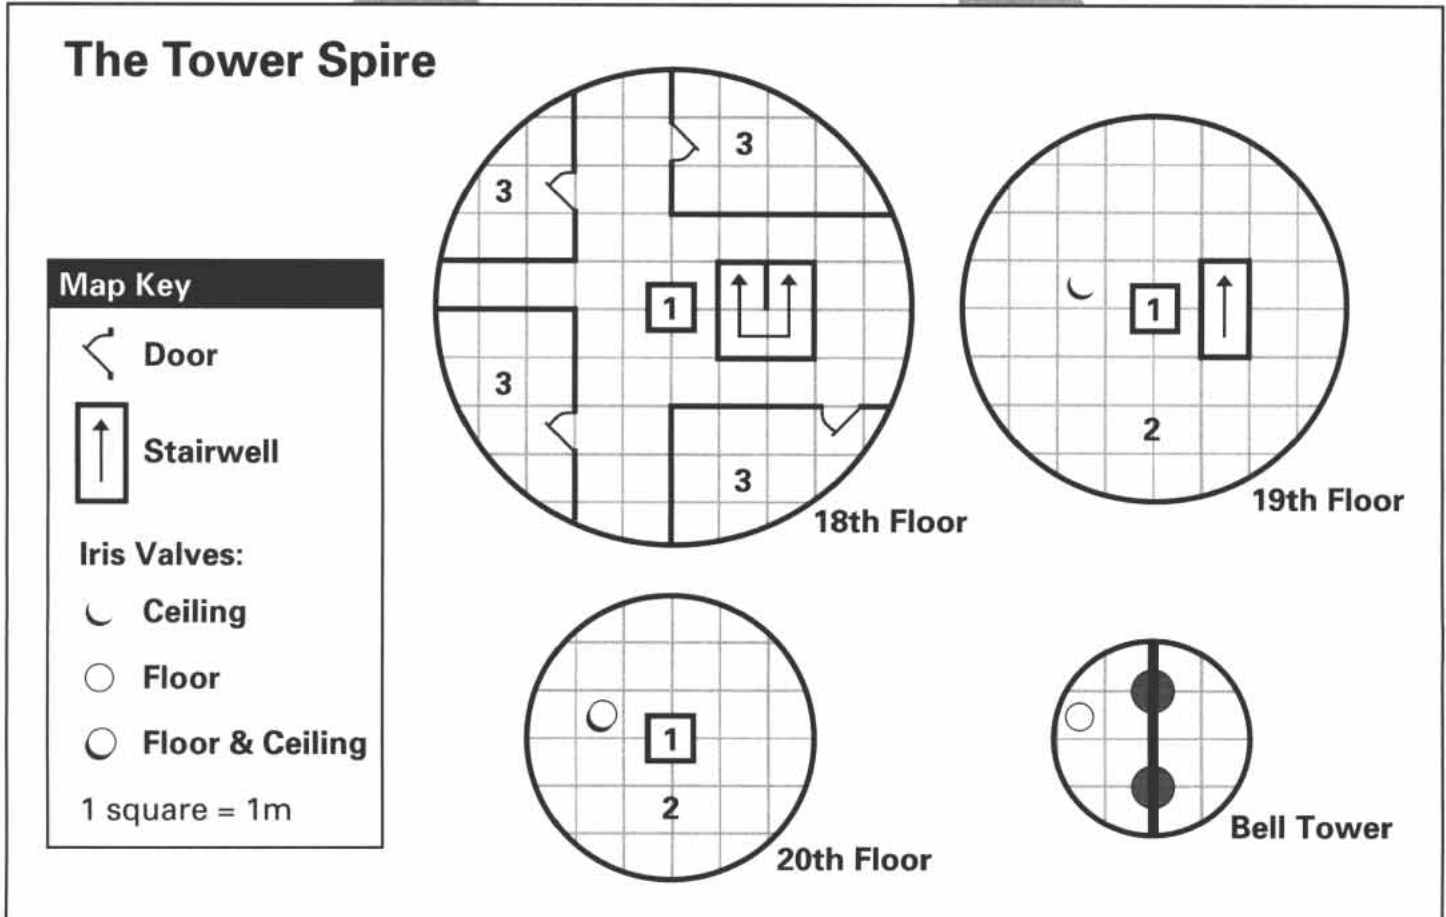 The Tower Spire
Map Key
Door
Stairwell
Iris Valves:
Ceiling
Floor
Floor & Ceiling
1 square = 1m
3
3
3
3
1
18th Floor
1
2
19th Floor
1
2
20th Floor
Bell Tower